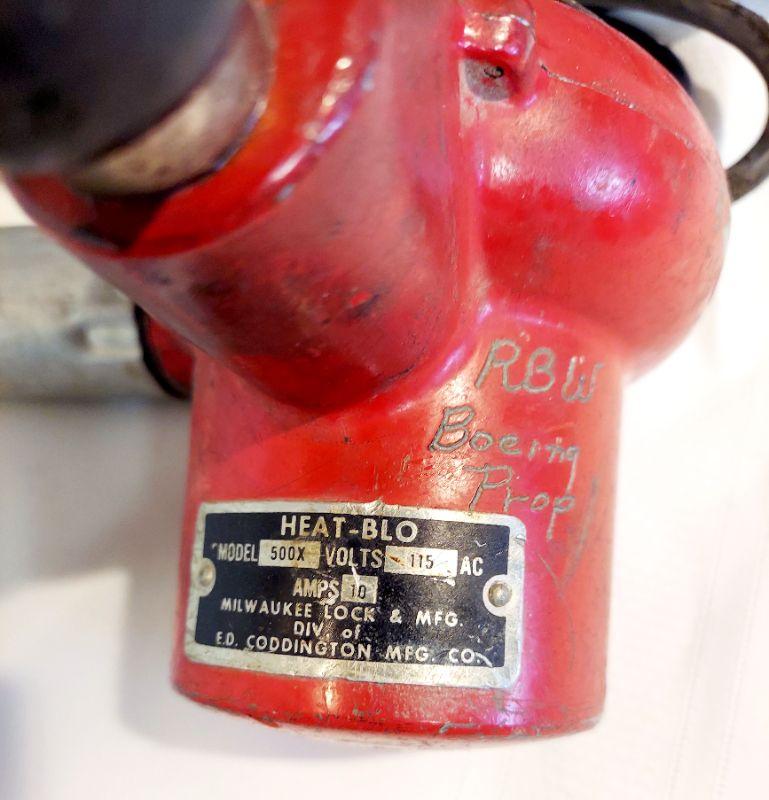 RBW
Boeing
Prop
HEAT-BLO
MODEL 500X VOLTS 115 AC
AMPS 10
MILWAUKEE LOCK & MFG.
DIV. of
E.D. CODDINGTON MFG. CO.